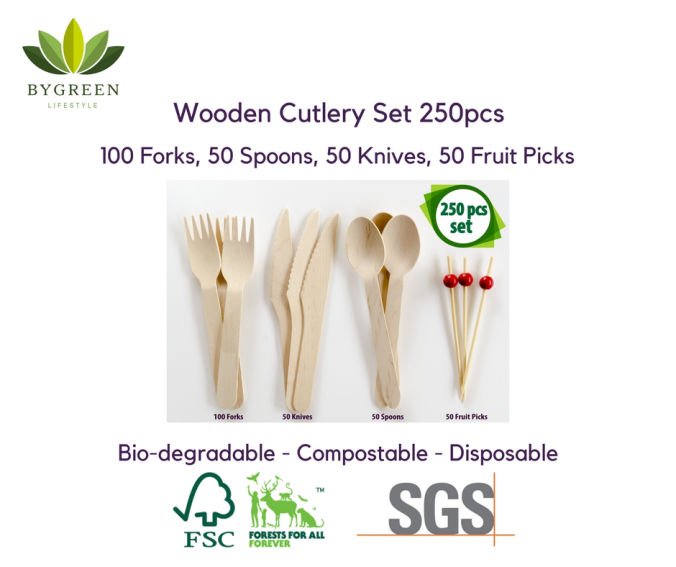 BYGREEN
LIFESTYLE
Wooden Cutlery Set 250pcs
100 Forks, 50 Spoons, 50 Knives, 50 Fruit Picks
250 pcs
set
100 Forks 50 Knives 50 Spoons 50 Fruit Picks
Bio-degradable - Compostable - Disposable
FSC
TM
FORESTS FOR ALL
FOREVER
SGS